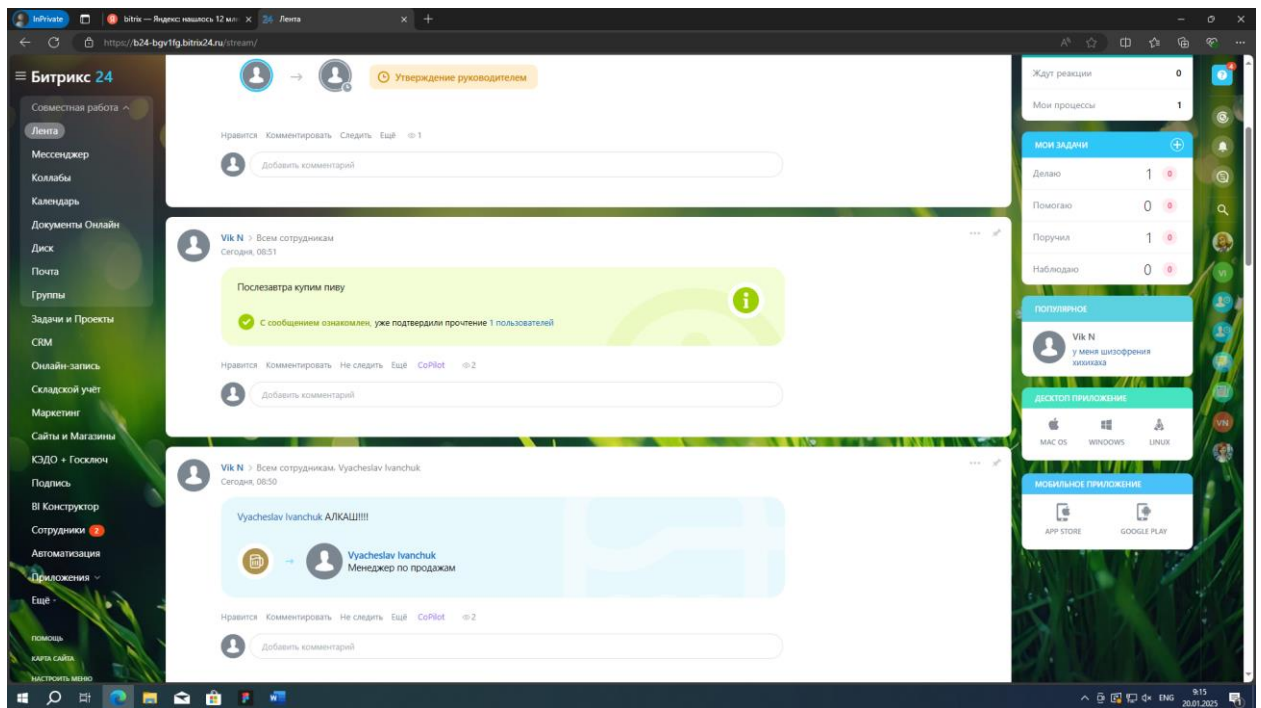 InPrivate
bitrix — Яндекс: нашлось 12 мл
Лента
https://b24-bgv1fg.bitrix24.ru/stream/
Битрикс 24
Совместная работа
Лента
Мессенджер
Коллабы
Календарь
Документы Онлайн
Диск
Почта
Группы
Задачи и Проекты
CRM
Онлайн-запись
Складской учёт
Маркетинг
Сайты и Магазины
КЭДО + Госключ
Подпись
BI Конструктор
Сотрудники 2
Автоматизация
Приложения
Ещё -
ПОМОЩЬ
КАРТА САЙТА
НАСТРОИТЬ МЕНЮ
Утверждение руководителем
Нравится Комментировать Следить Ещё 1
Добавить комментарий
Vik N > Всем сотрудникам
Сегодня, 08:51
Послезавтра купим пиву
С сообщением ознакомлен, уже подтвердили прочтение 1 пользователей
Нравится Комментировать Не следить Ещё CoPilot 2
Добавить комментарий
Vik N > Всем сотрудникам, Vyacheslav Ivanchuk
Сегодня, 08:50
Vyacheslav Ivanchuk АЛКАШ!!!!
Vyacheslav Ivanchuk
Менеджер по продажам
Нравится Комментировать Не следить Ещё CoPilot 2
Добавить комментарий
Ждут реакции 0
Мои процессы 1
МОИ ЗАДАЧИ
Делаю 1 0
Помогаю 0 0
Поручил 1 0
Наблюдаю 0 0
ПОПУЛЯРНОЕ
Vik N
у меня шизофрения
хихихаха
ДЕСКТОП ПРИЛОЖЕНИЕ
MAC OS WINDOWS LINUX
МОБИЛЬНОЕ ПРИЛОЖЕНИЕ
APP STORE GOOGLE PLAY
4
VI
VN
ENG
9:15
20.01.2025
1